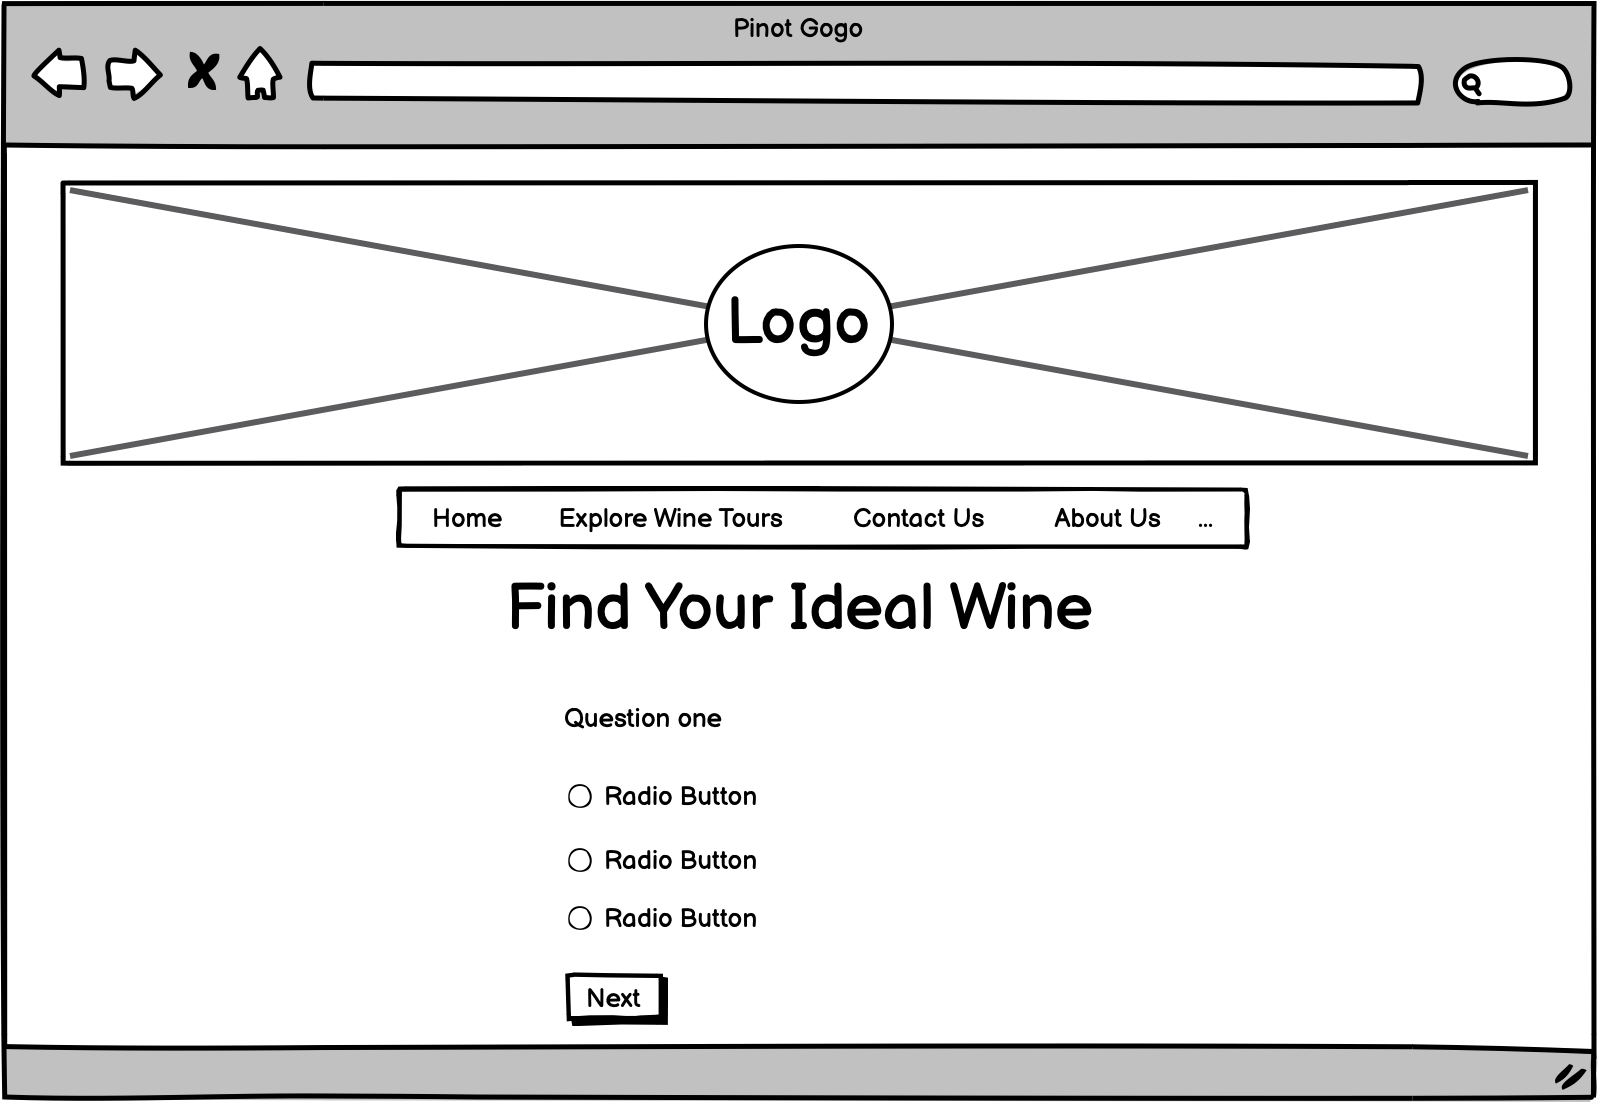 Pinot Gogo
Logo
Home Explore Wine Tours Contact Us About Us ...
Find Your Ideal Wine
Question one
Radio Button
Radio Button
Radio Button
Next